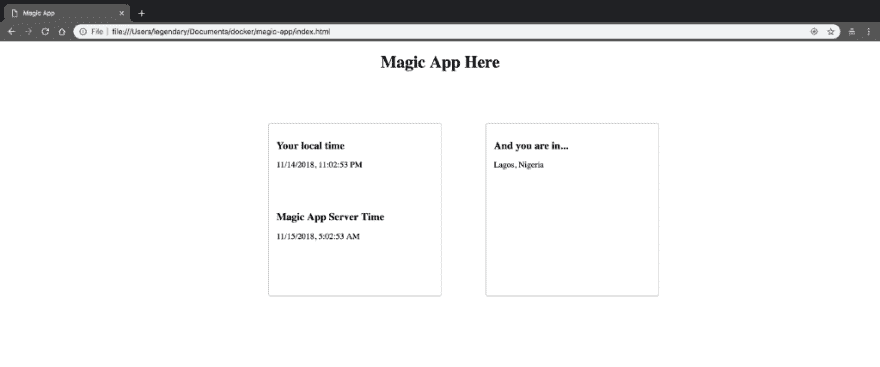 Magic App
File
file:///Users/legendary/Documents/docker/magic-app/index.html
Magic App Here
Your local time
11/14/2018, 11:02:53 PM
Magic App Server Time
11/15/2018, 5:02:53 AM
And you are in...
Lagos, Nigeria